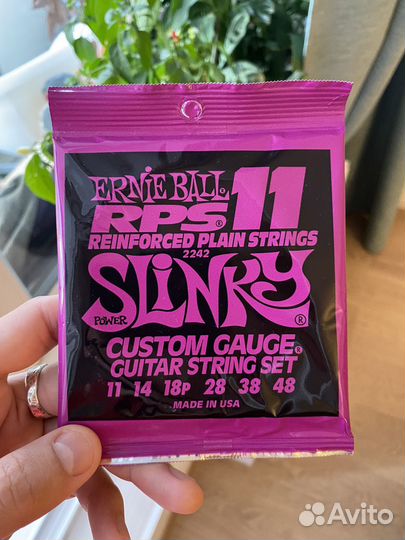 ERNIE BALL®
RPS® 11
REINFORCED PLAIN STRINGS
2242
POWER SLINKY®
CUSTOM GAUGE®
GUITAR STRING SET
11 14 18P 28 38 48
MADE IN USA
Avito